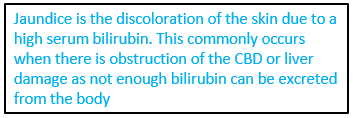 Jaundice is the discoloration of the skin due to a
high serum bilirubin. This commonly occurs
when there is obstruction of the CBD or liver
damage as not enough bilirubin can be excreted
from the body